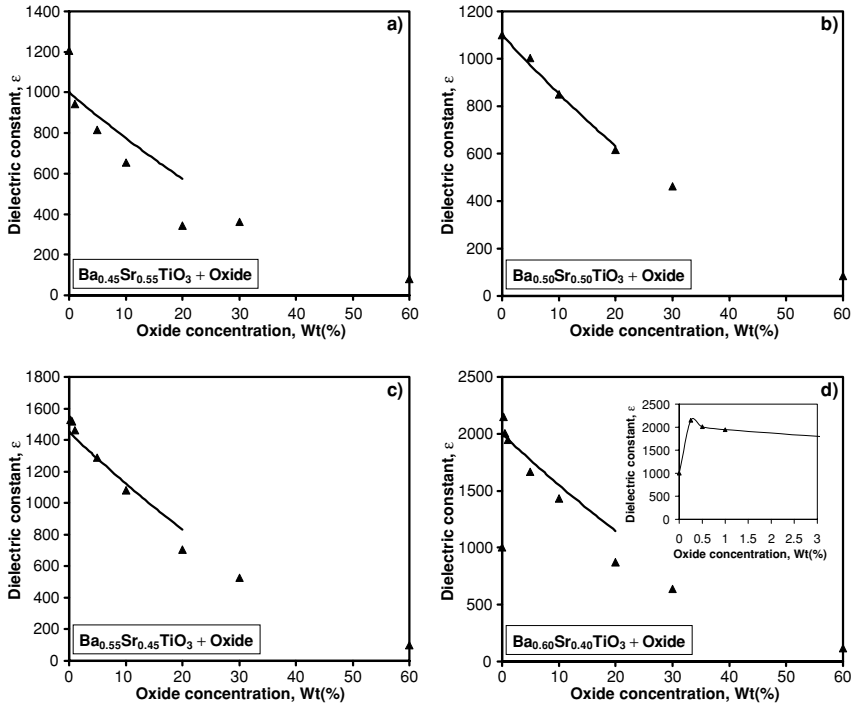 a)
Dielectric constant, ε
1400
1200
1000
800
600
400
200
0
Ba0.45Sr0.55TiO3 + Oxide
0 10 20 30 40 50 60
Oxide concentration, Wt(%)
b)
Dielectric constant, ε
1200
1000
800
600
400
200
0
Ba0.50Sr0.50TiO3 + Oxide
0 10 20 30 40 50 60
Oxide concentration, Wt(%)
c)
Dielectric constant, ε
1800
1600
1400
1200
1000
800
600
400
200
0
Ba0.55Sr0.45TiO3 + Oxide
0 10 20 30 40 50 60
Oxide concentration, Wt(%)
d)
Dielectric constant, ε
2500
2000
1500
1000
500
0
Dielectric constant, ε
2500
2000
1500
1000
500
0
0 0.5 1 1.5 2 2.5 3
Oxide concentration, Wt(%)
Ba0.60Sr0.40TiO3 + Oxide
0 10 20 30 40 50 60
Oxide concentration, Wt(%)